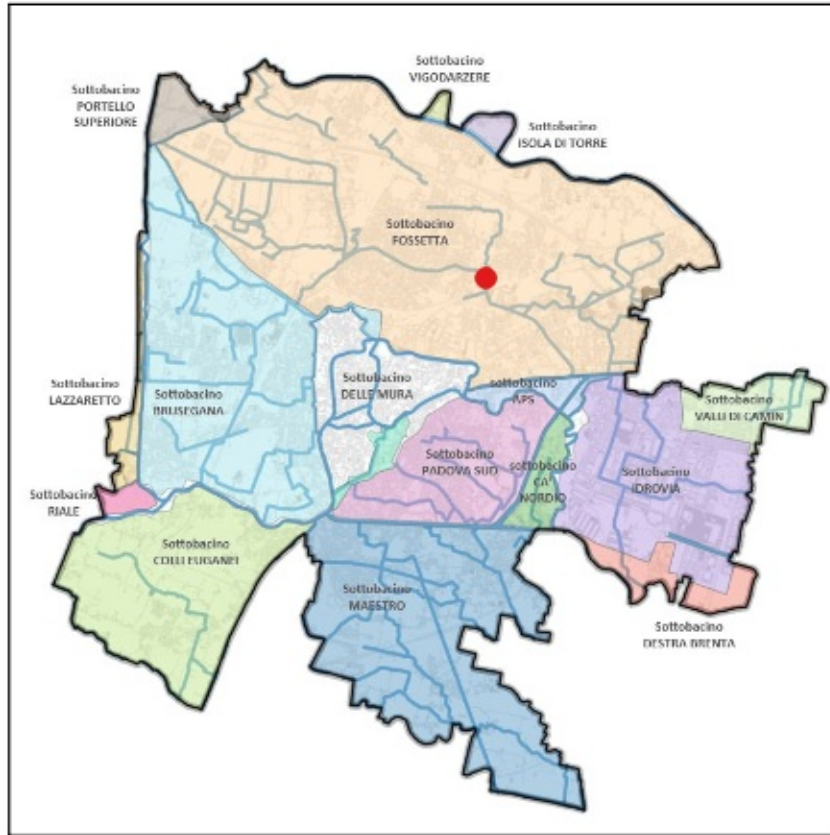 Sottobacino
VIGODARZERE
Sottobacino
PORTELLO
SUPERIORE
Sottobacino
ISOLA DI TORRE
Sottobacino
FOSSETTA
Sottobacino
LAZZARETTO
Sottobacino
BRUSEGANA
Sottobacino
DELLE MURA
sottobacino
APS
Sottobacino
VALLI DI CAMIN
Sottobacino
PADOVA SUD
sottobacino
CA'
NORDIO
Sottobacino
IDROVIA
Sottobacino
RIALE
Sottobacino
COLLI EUGANEI
Sottobacino
MAESTRO
Sottobacino
DESTRA BRENTA